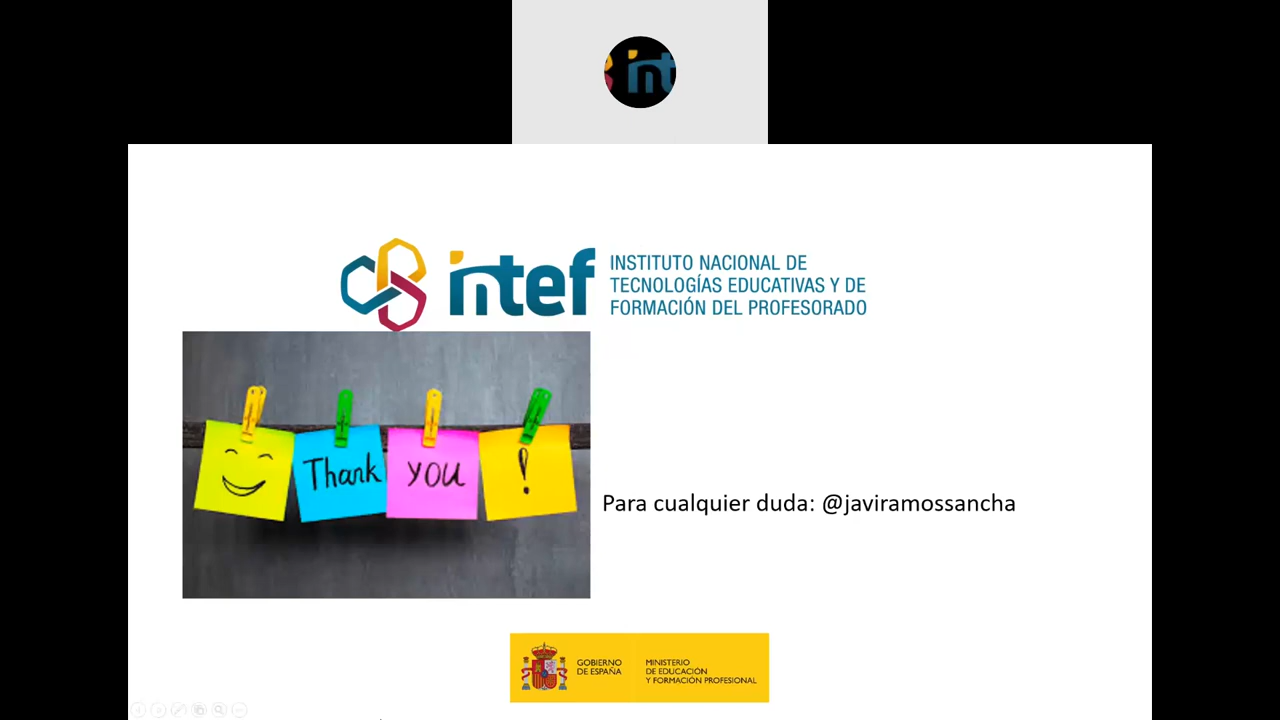 int
intef
INSTITUTO NACIONAL DE
TECNOLOGÍAS EDUCATIVAS Y DE
FORMACIÓN DEL PROFESORADO
Thank you !
Para cualquier duda: @javiramossancha
GOBIERNO
DE ESPAÑA
MINISTERIO
DE EDUCACIÓN
Y FORMACIÓN PROFESIONAL